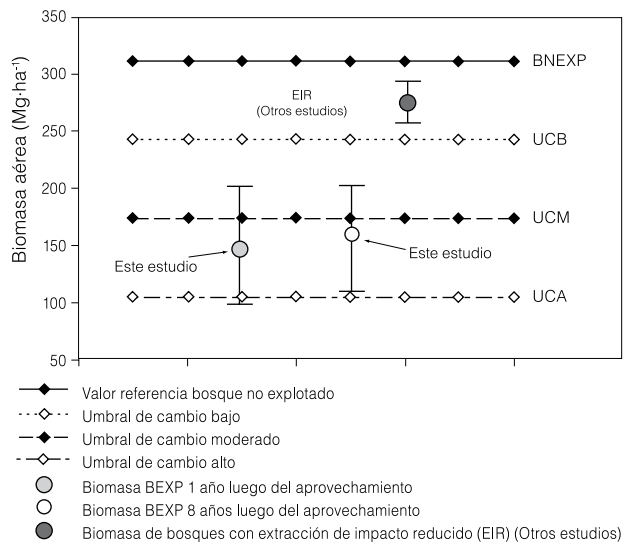 350
300
250
200
150
100
50
Biomasa aérea (Mg·ha⁻¹)
BNEXP
EIR
(Otros estudios)
UCB
UCM
Este estudio
Este estudio
UCA
Valor referencia bosque no explotado
Umbral de cambio bajo
Umbral de cambio moderado
Umbral de cambio alto
Biomasa BEXP 1 año luego del aprovechamiento
Biomasa BEXP 8 años luego del aprovechamiento
Biomasa de bosques con extracción de impacto reducido (EIR) (Otros estudios)